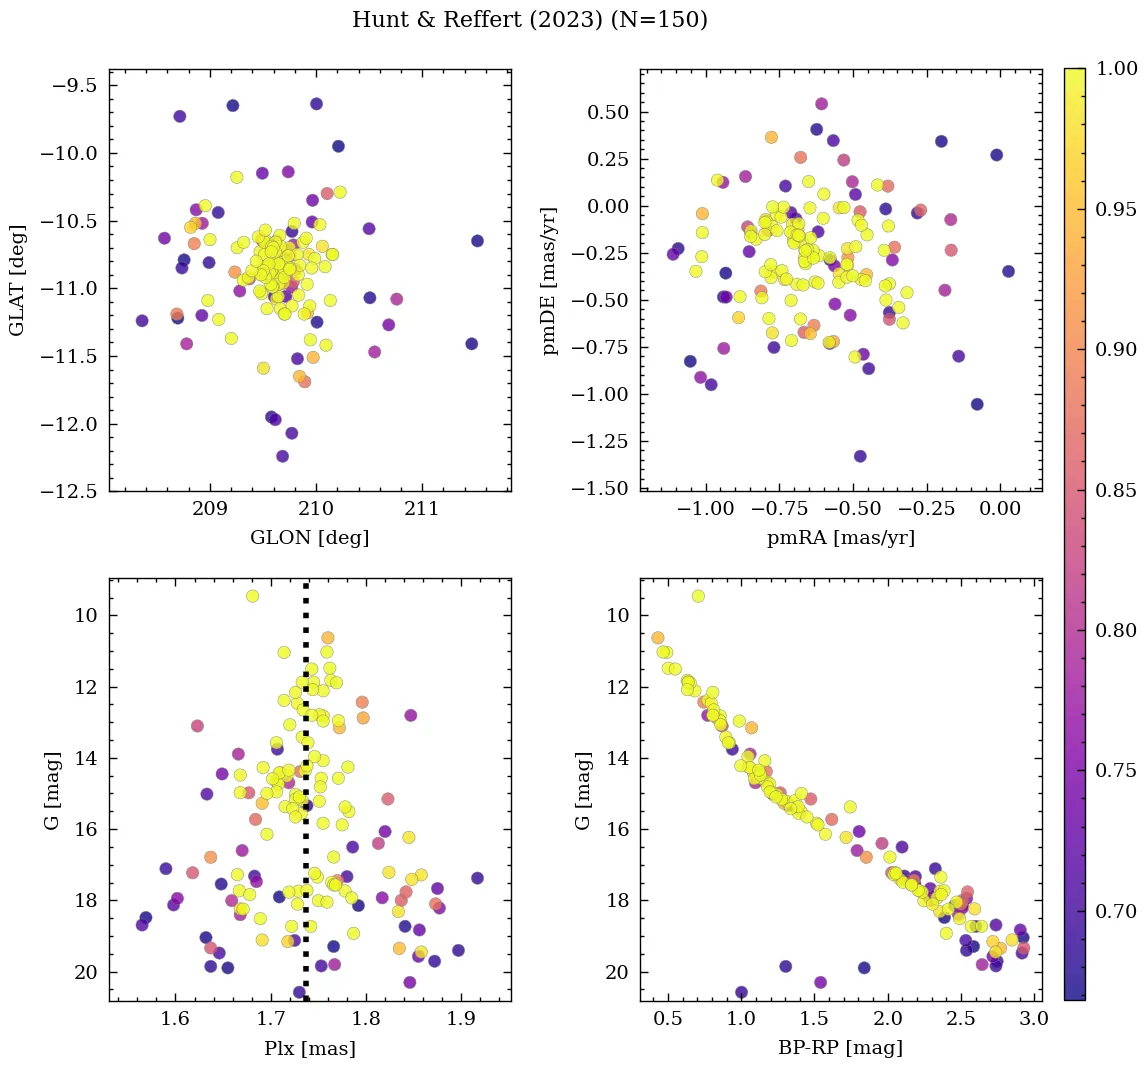 Hunt & Reffert (2023) (N=150)
−9.5
−10.0
−10.5
−11.0
−11.5
−12.0
−12.5
GLAT [deg]
209 210 211
GLON [deg]
0.50
0.25
0.00
−0.25
−0.50
−0.75
−1.00
−1.25
−1.50
pmDE [mas/yr]
−1.00 −0.75 −0.50 −0.25 0.00
pmRA [mas/yr]
10
12
14
16
18
20
G [mag]
1.6 1.7 1.8 1.9
Plx [mas]
10
12
14
16
18
20
G [mag]
0.5 1.0 1.5 2.0 2.5 3.0
BP-RP [mag]
1.00
0.95
0.90
0.85
0.80
0.75
0.70